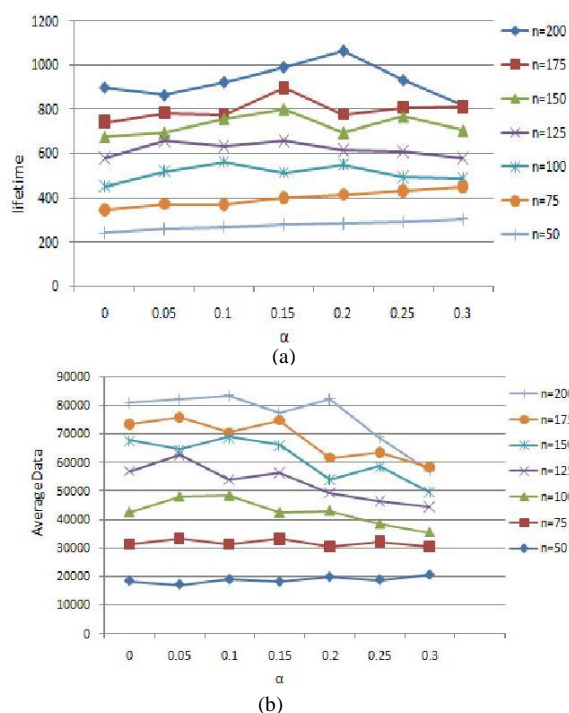 1200
1000
800
600
400
200
0
lifetime
0 0.05 0.1 0.15 0.2 0.25 0.3
α
n=200
n=175
n=150
n=125
n=100
n=75
n=50
(a)
90000
80000
70000
60000
50000
40000
30000
20000
10000
0
Average Data
0 0.05 0.1 0.15 0.2 0.25 0.3
α
n=200
n=175
n=150
n=125
n=100
n=75
n=50
(b)